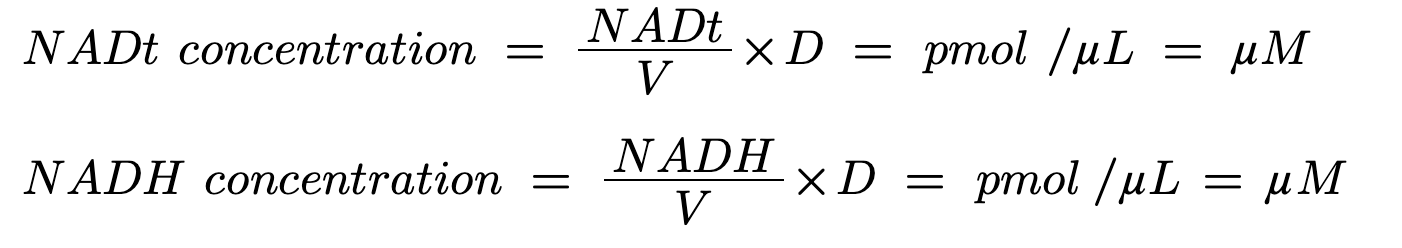 NADt concentration = NADt/V × D = pmol /μL = μM
NADH concentration = NADH/V × D = pmol /μL = μM